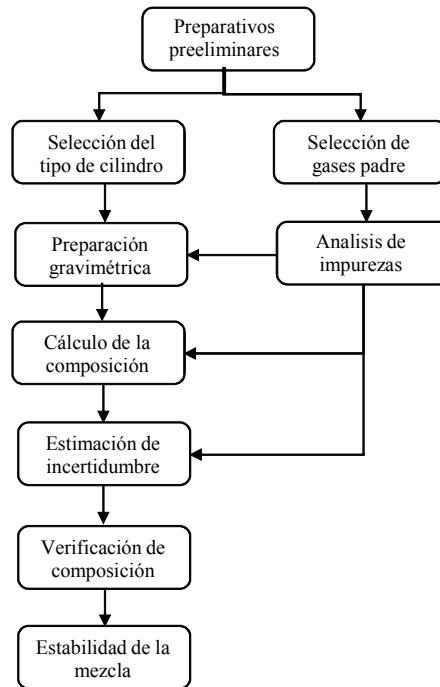 Preparativos
preeliminares
Selección del
tipo de cilindro
Selección de
gases padre
Preparación
gravimétrica
Analisis de
impurezas
Cálculo de la
composición
Estimación de
incertidumbre
Verificación de
composición
Estabilidad de la
mezcla